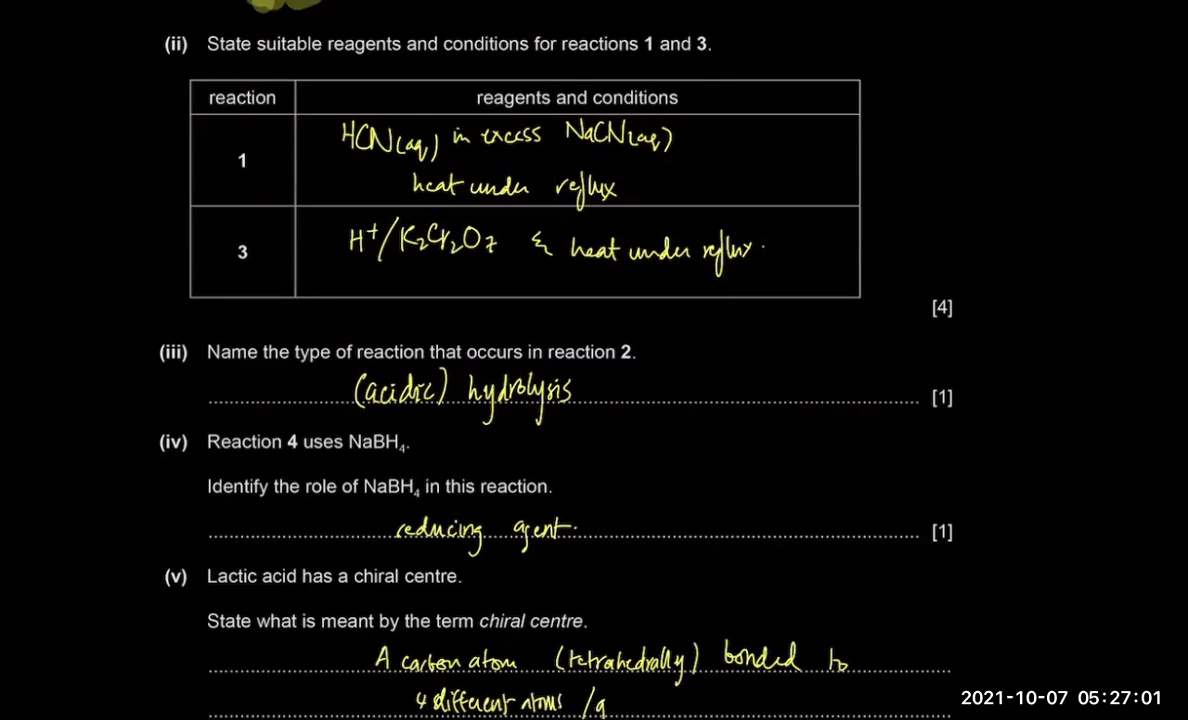 (ii) State suitable reagents and conditions for reactions 1 and 3.
reaction reagents and conditions
1 HCN(aq) in excess NaCN(aq)
heat under reflux
3 H⁺/K₂Cr₂O₇ & heat under reflux.
[4]
(iii) Name the type of reaction that occurs in reaction 2.
(acidic) hydrolysis [1]
(iv) Reaction 4 uses NaBH₄.
Identify the role of NaBH₄ in this reaction.
reducing agent. [1]
(v) Lactic acid has a chiral centre.
State what is meant by the term chiral centre.
A carbon atom (tetrahedrally) bonded to
4 different atoms /g
2021-10-07 05:27:01